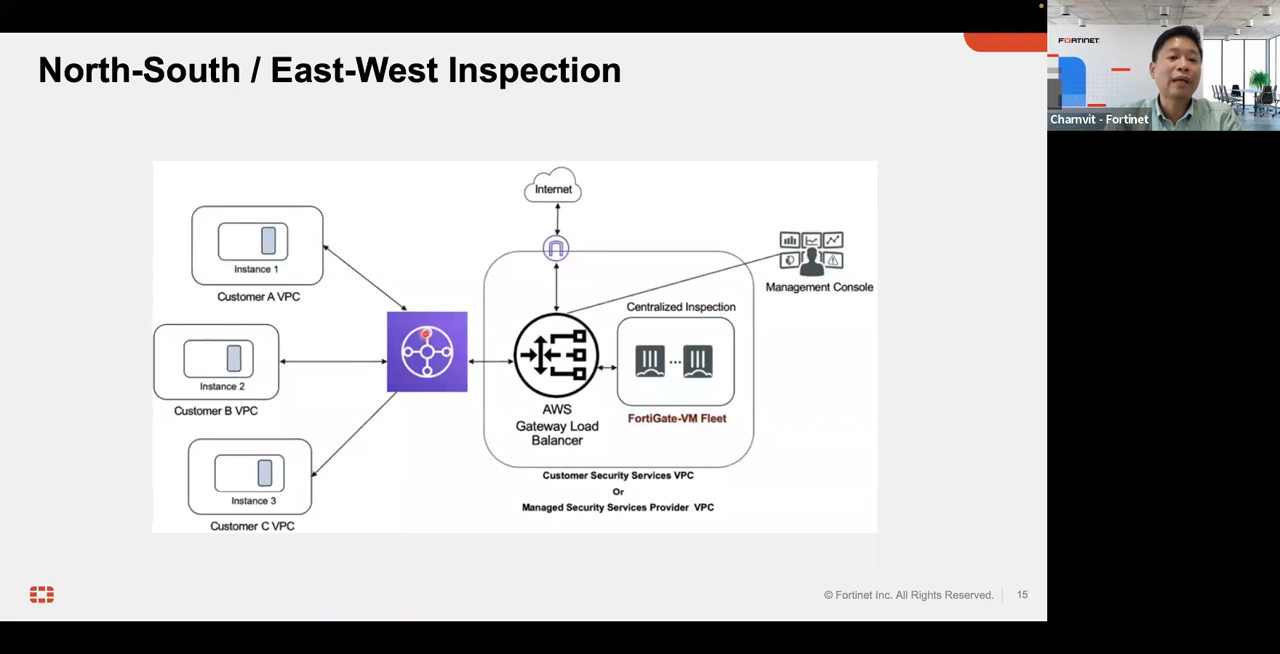 North-South / East-West Inspection
FORTINET
Charnvit - Fortinet
Internet
Instance 1
Customer A VPC
Management Console
Centralized Inspection
Instance 2
Customer B VPC
AWS
Gateway Load
Balancer
FortiGate-VM Fleet
Instance 3
Customer C VPC
Customer Security Services VPC
Or
Managed Security Services Provider VPC
© Fortinet Inc. All Rights Reserved.
15